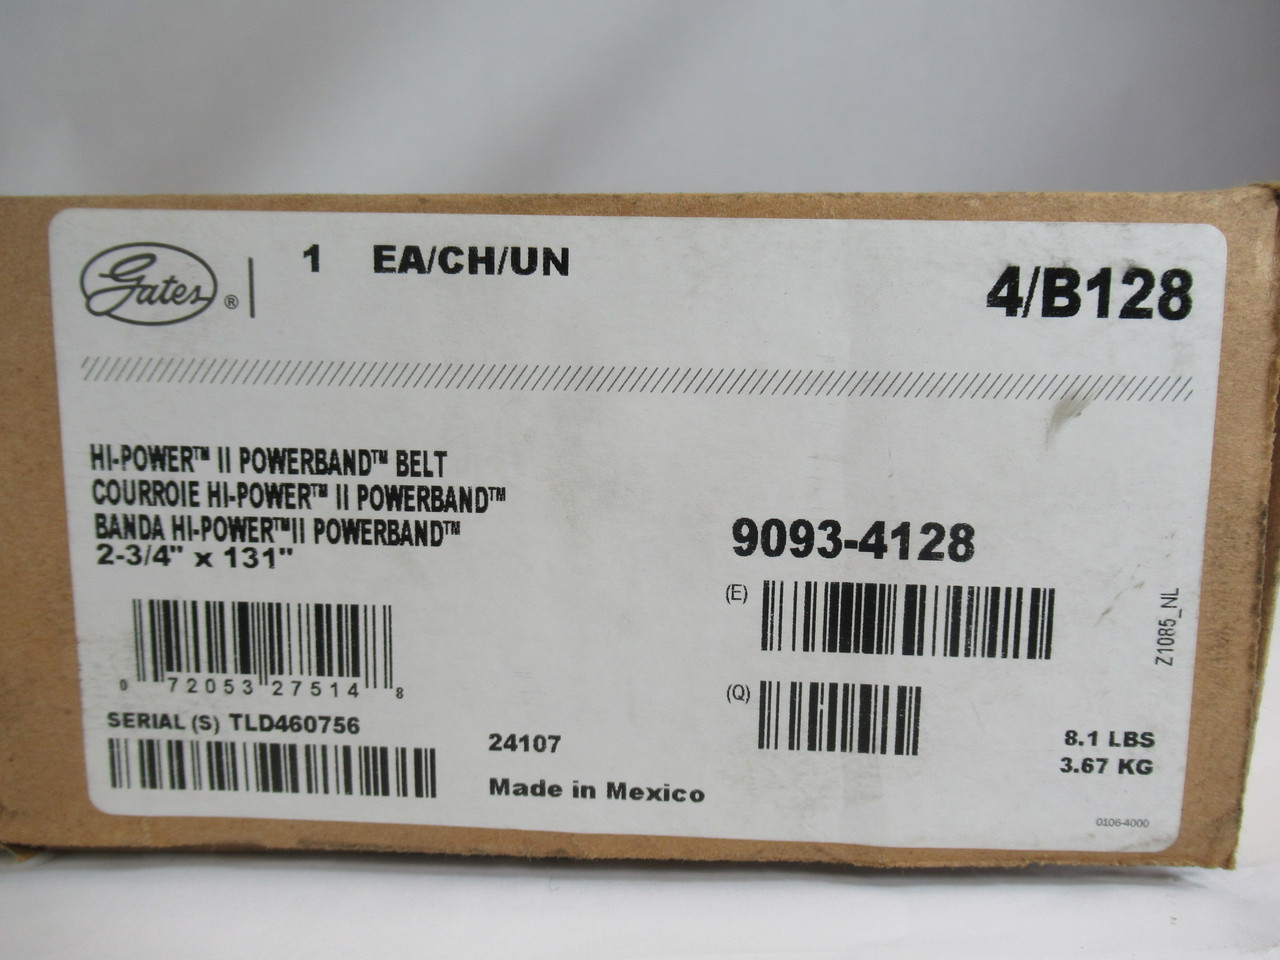 Gates® 1 EA/CH/UN
4/B128
HI-POWER™ II POWERBAND™ BELT
COURROIE HI-POWER™ II POWERBAND™
BANDA HI-POWER™II POWERBAND™
2-3/4" x 131"
0 72053 27514 8
SERIAL (S) TLD460756
24107
Made in Mexico
9093-4128
(E)
(Q)
8.1 LBS
3.67 KG
0106-4000
Z1085_NL